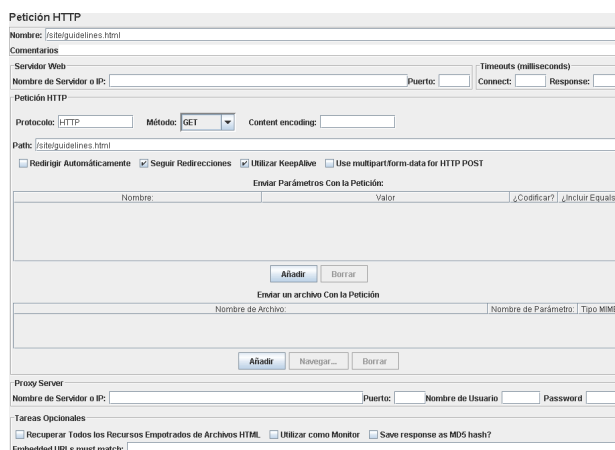 Petición HTTP
Nombre: /site/guidelines.html
Comentarios
Servidor Web
Timeouts (milliseconds)
Nombre de Servidor o IP: Puerto: Connect: Response:
Petición HTTP
Protocolo: HTTP Método: GET Content encoding:
Path: /site/guidelines.html
Redirigir Automáticamente Seguir Redirecciones Utilizar KeepAlive Use multipart/form-data for HTTP POST
Enviar Parámetros Con la Petición:
Nombre: Valor ¿Codificar? ¿Incluir Equals
Añadir Borrar
Enviar un archivo Con la Petición
Nombre de Archivo: Nombre de Parámetro: Tipo MIME
Añadir Navegar... Borrar
Proxy Server
Nombre de Servidor o IP: Puerto: Nombre de Usuario Password
Tareas Opcionales
Recuperar Todos los Recursos Empotrados de Archivos HTML Utilizar como Monitor Save response as MD5 hash?
Embedded URLs must match: